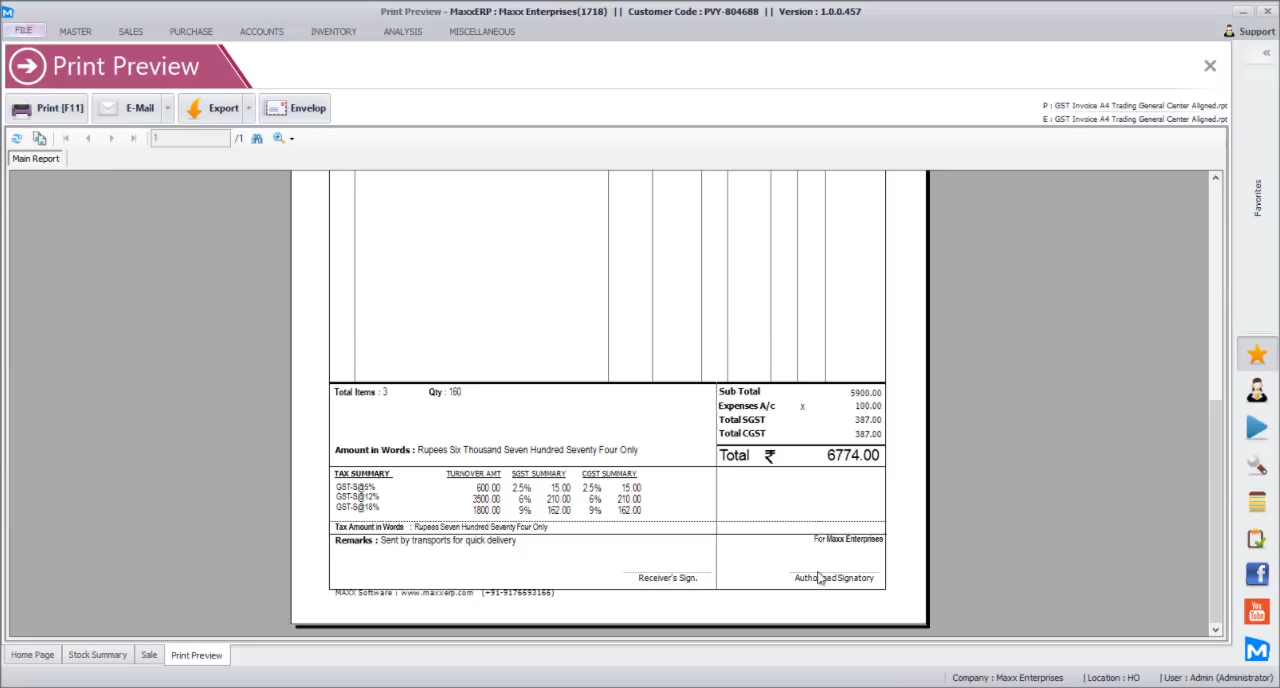 Print Preview - MaxxERP : Maxx Enterprises(1718) || Customer Code : PVY-804688 || Version : 1.0.0.457
FILE MASTER SALES PURCHASE ACCOUNTS INVENTORY ANALYSIS MISCELLANEOUS Support
Print Preview
Print [F11] E-Mail Export Envelop
P : GST Invoice A4 Trading General Center Aligned.rpt
E : GST Invoice A4 Trading General Center Aligned.rpt
1 /1
Main Report
Favorites
Total Items : 3 Qty : 160
Sub Total 5900.00
Expenses A/c x 100.00
Total SGST 387.00
Total CGST 387.00
Amount in Words : Rupees Six Thousand Seven Hundred Seventy Four Only
Total ₹ 6774.00
TAX SUMMARY TURNOVER AMT SGST SUMMARY CGST SUMMARY
GST-S@5% 600.00 2.5% 15.00 2.5% 15.00
GST-S@12% 3500.00 6% 210.00 6% 210.00
GST-S@18% 1800.00 9% 162.00 9% 162.00
Tax Amount in Words : Rupees Seven Hundred Seventy Four Only
Remarks : Sent by transports for quick delivery
For Maxx Enterprises
Receiver's Sign. Authorised Signatory
MAXX Software : www.maxxerp.com (+91-9176693166)
You Tube
Home Page Stock Summary Sale Print Preview
Company : Maxx Enterprises | Location : HO | User : Admin (Administrator)